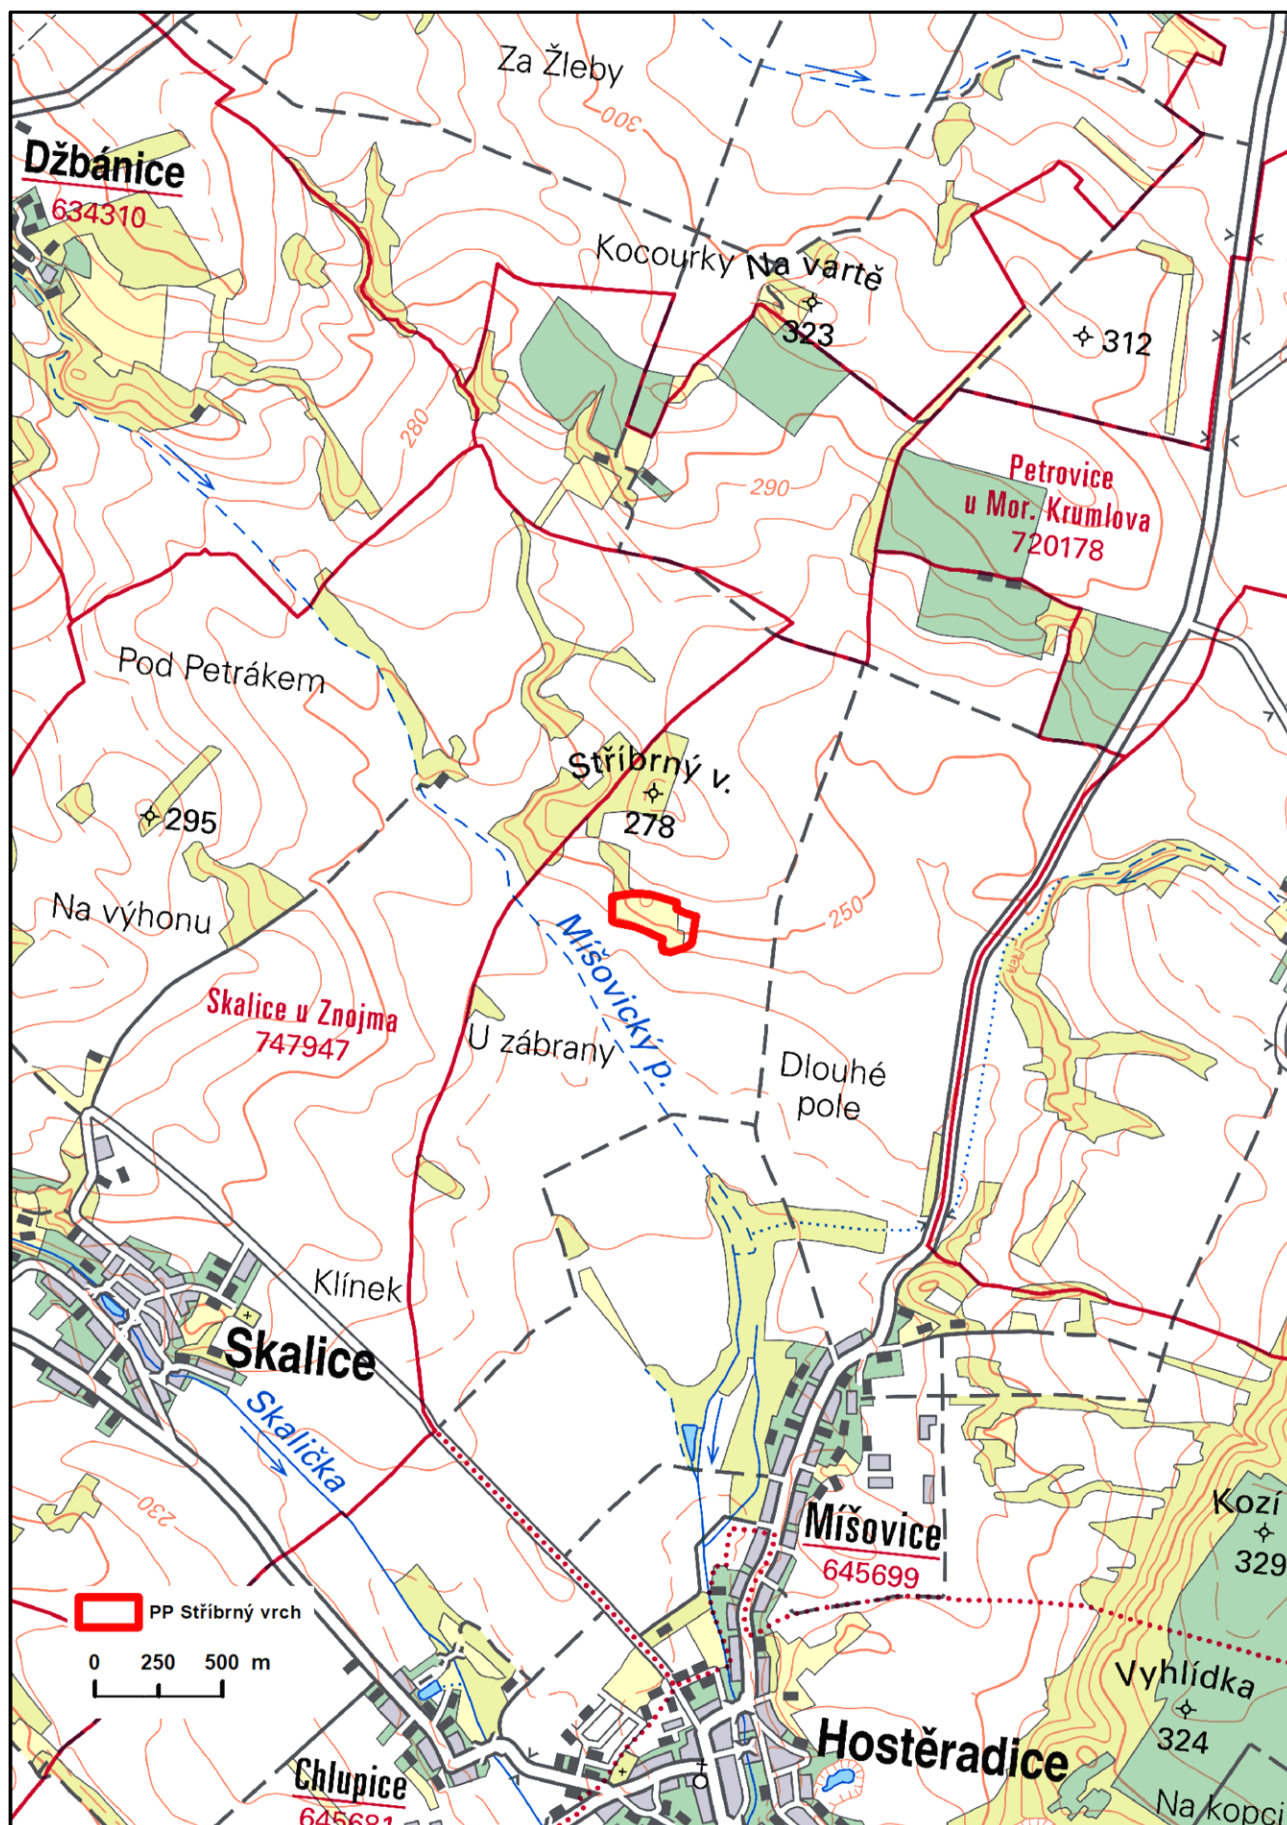 Za Žleby
300
Džbánice
634310
Kocourky
Na vartě
323
312
280
290
Petrovice
u Mor. Krumlova
720178
Pod Petrákem
Stříbrný v.
278
295
Na výhonu
250
Míšovický p.
Skalice u Znojma
747947
U zábrany
Dlouhé
pole
Klínek
Skalice
Skalička
230
Míšovice
645699
Kozí
329
PP Stříbrný vrch
0 250 500 m
Vyhlídka
324
Hostěradice
Chlupice
645681
Na kopci